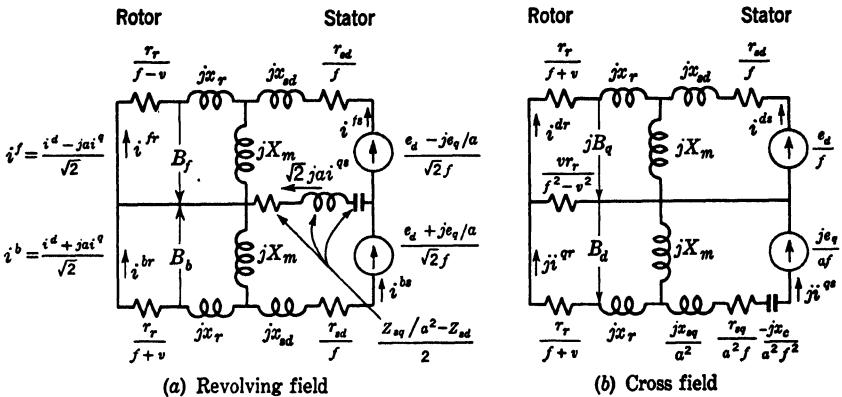 Rotor Stator Rotor Stator
r_r/(f−v) jx_r jx_sd r_sd/f r_r/(f+v) jx_r jx_sd r_sd/f
i^f = (i^d − jai^q)/√2 i^fr B_f jX_m i^fs (e_d − je_q/a)/(√2f)
√2 jai^qs
i^dr jB_q jX_m i^ds e_d/f
vr_r/(f²−v²)
i^b = (i^d + jai^q)/√2 i^br B_b jX_m i^bs (e_d + je_q/a)/(√2f)
ji^qr B_d jX_m je_q/(af) ji^qs
r_r/(f+v) jx_r jx_sd r_sd/f (Z_sq/a² − Z_sd)/2
r_r/(f+v) jx_r jx_sq/a² r_sq/(a²f) −jx_c/(a²f²)
(a) Revolving field (b) Cross field